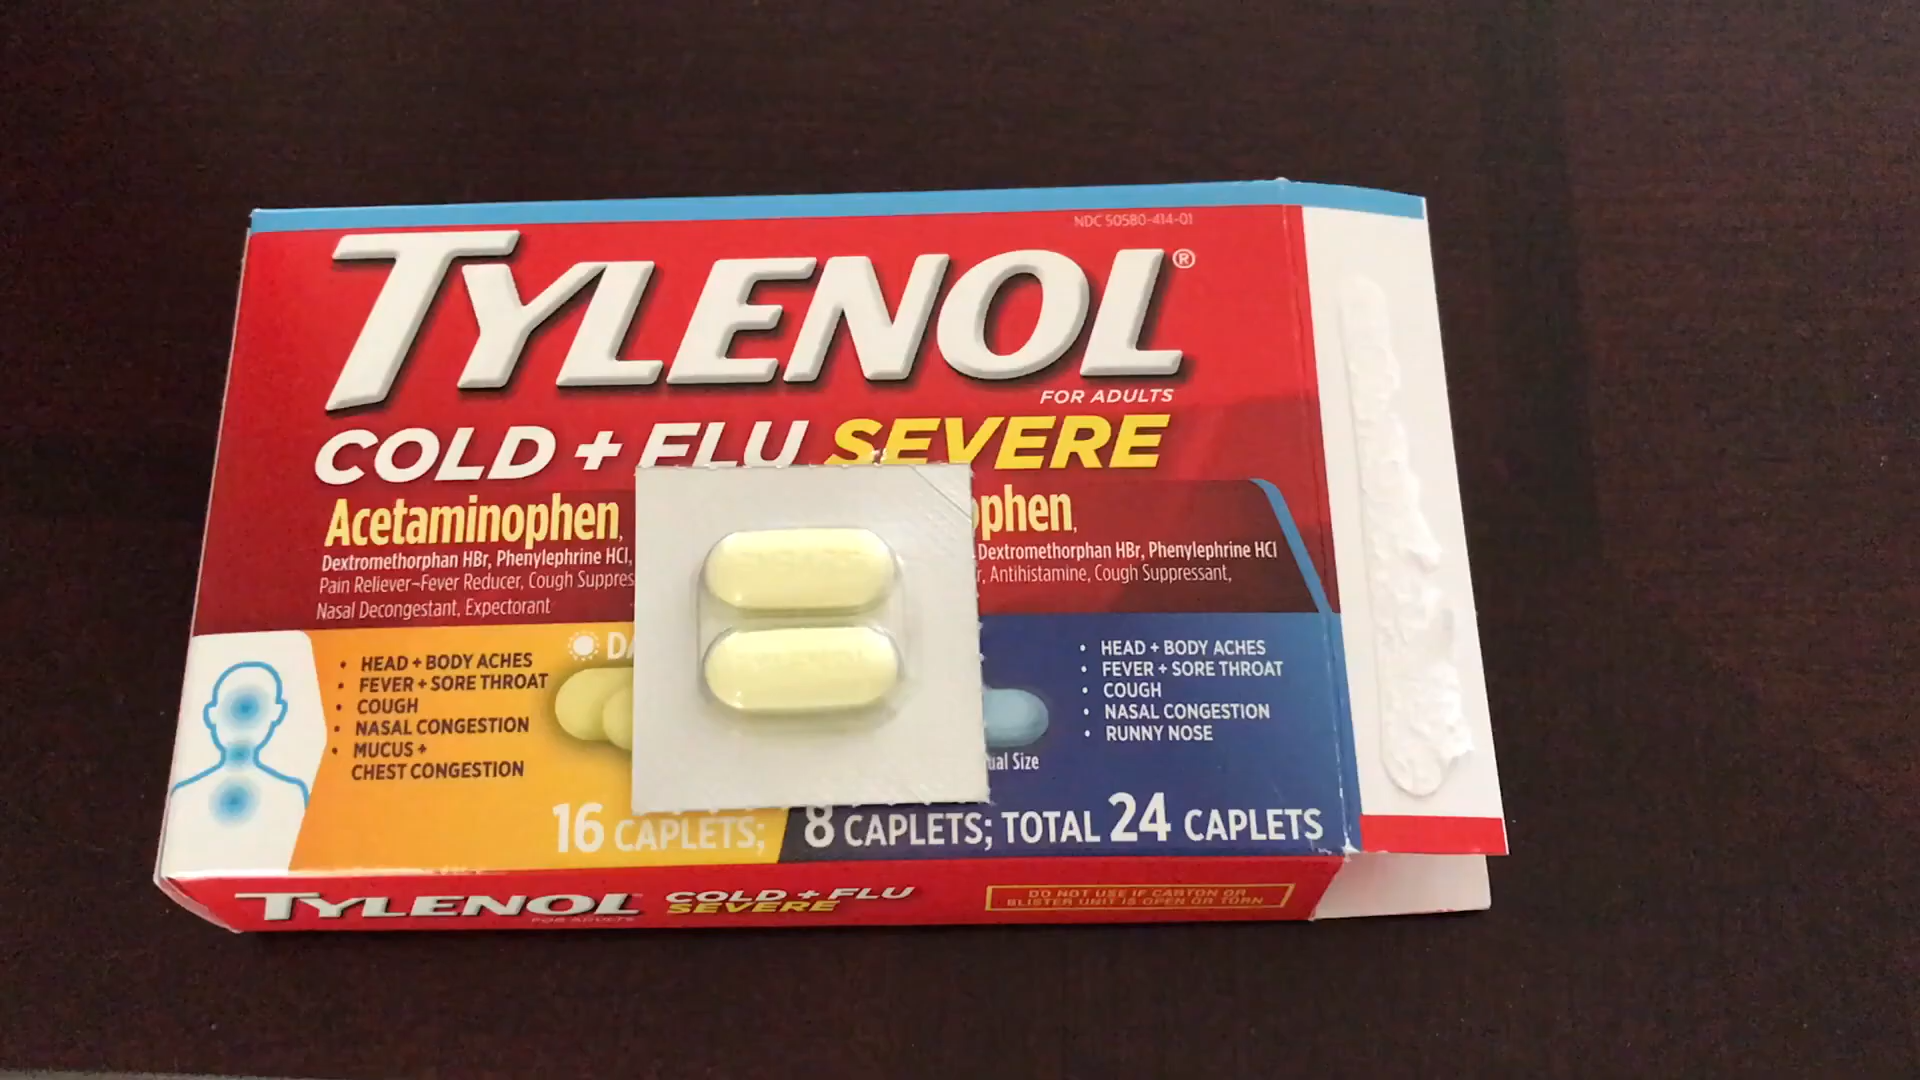 NDC 50580-414-01
TYLENOL®
FOR ADULTS
COLD + FLU SEVERE
Acetaminophen,
Dextromethorphan HBr, Phenylephrine HCl,
Pain Reliever–Fever Reducer, Cough
Nasal Decongestant, Expectorant
Dextromethorphan HBr, Phenylephrine HCl
Antihistamine, Cough Suppressant,
• HEAD + BODY ACHES
• FEVER + SORE THROAT
• COUGH
• NASAL CONGESTION
• MUCUS +
CHEST CONGESTION
• HEAD + BODY ACHES
• FEVER + SORE THROAT
• COUGH
• NASAL CONGESTION
• RUNNY NOSE
Size
16 CAPLETS; 8 CAPLETS; TOTAL 24 CAPLETS
TYLENOL COLD + FLU
SEVERE
FOR ADULTS
DO NOT USE IF CARTON OR
BLISTER UNIT IS OPEN OR TORN